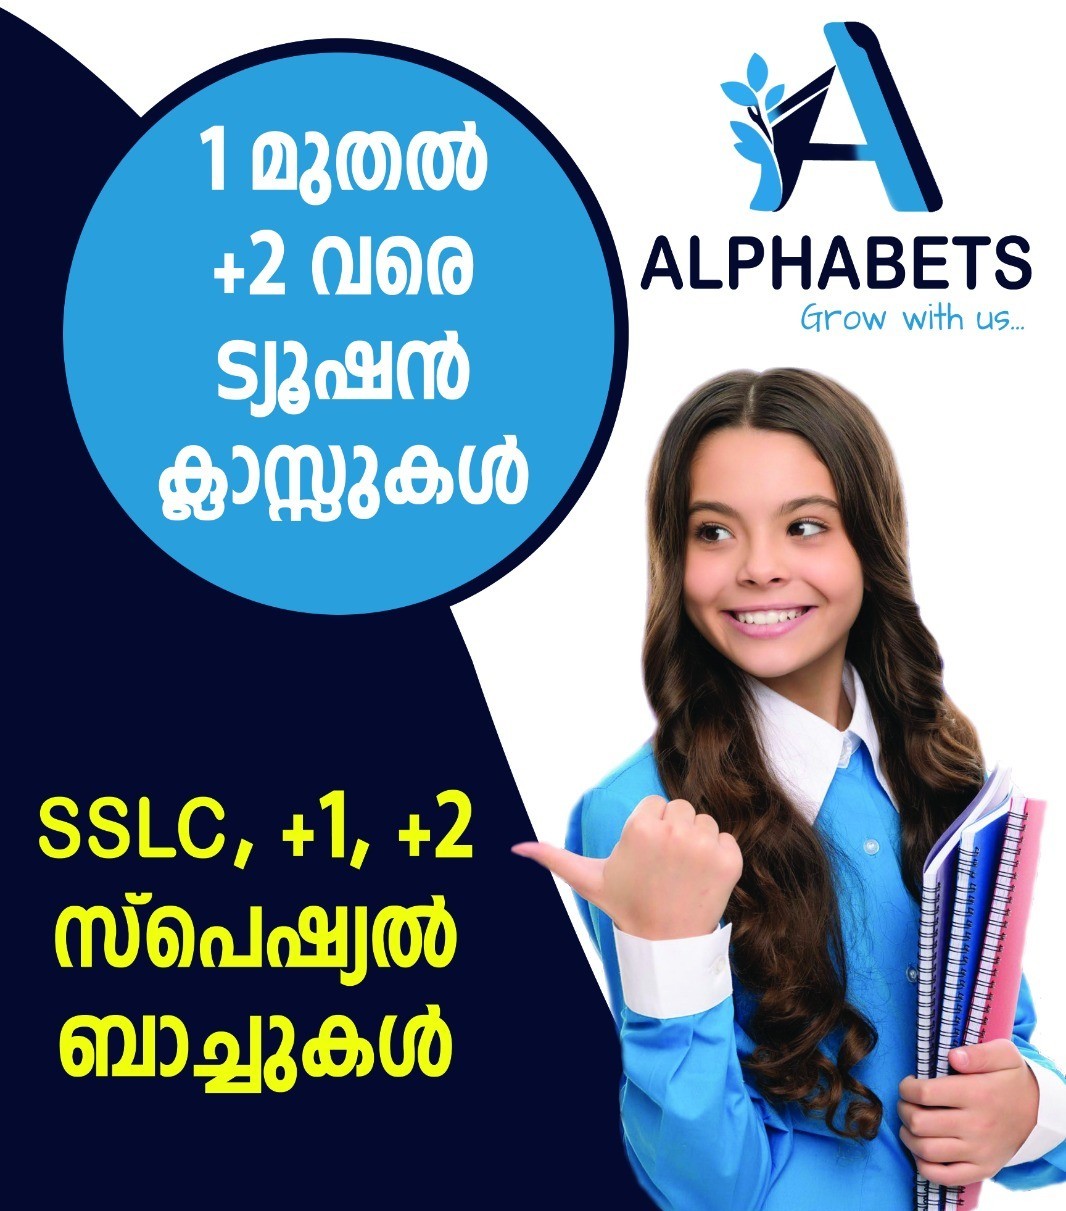 1 മുതൽ
+2 വരെ
ട്യൂഷൻ
ക്ലാസ്സുകൾ
ALPHABETS
Grow with us...
SSLC, +1, +2
സ്പെഷ്യൽ
ബാച്ചുകൾ